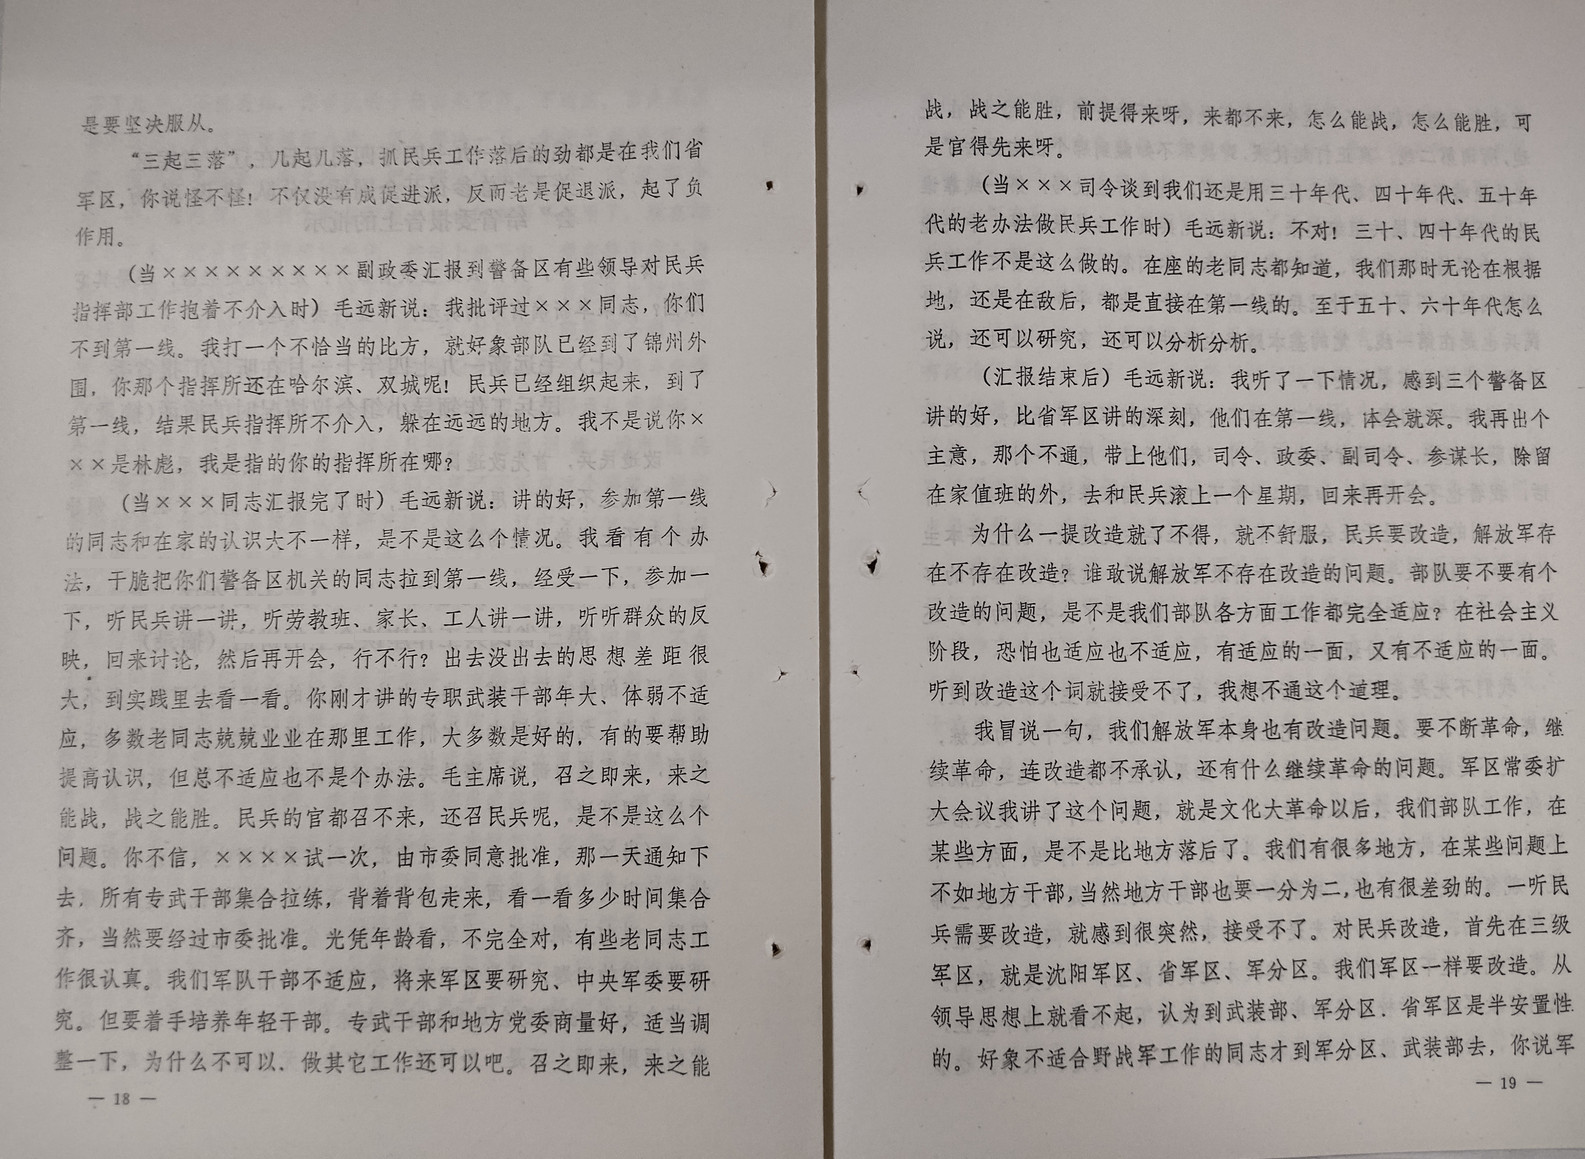 是要坚决服从。
“三起三落”，几起几落，抓民兵工作落后的劲都是在我们省
军区，你说怪不怪！不仅没有成促进派，反而老是促退派，起了负
作用。
（当×××××××××副政委汇报到警备区有些领导对民兵
指挥部工作抱着不介入时）毛远新说：我批评过×××同志，你们
不到第一线。我打一个不恰当的比方，就好象部队已经到了锦州外
围，你那个指挥所还在哈尔滨、双城呢！民兵已经组织起来，到了
第一线，结果民兵指挥所不介入，躲在远远的地方。我不是说你×
××是林彪，我是指的你的指挥所在哪？
（当×××同志汇报完了时）毛远新说：讲的好，参加第一线
的同志和在家的认识大不一样，是不是这么个情况。我看有个办
法，干脆把你们警备区机关的同志拉到第一线，经受一下，参加一
下，听民兵讲一讲，听劳教班、家长、工人讲一讲，听听群众的反
映，回来讨论，然后再开会，行不行？出去没出去的思想差距很
大，到实践里去看一看。你刚才讲的专职武装干部年大、体弱不适
应，多数老同志兢兢业业在那里工作，大多数是好的，有的要帮助
提高认识，但总不适应也不是个办法。毛主席说，召之即来，来之
能战，战之能胜。民兵的官都召不来，还召民兵呢，是不是这么个
问题。你不信，××××试一次，由市委同意批准，那一天通知下
去，所有专武干部集合拉练，背着背包走来，看一看多少时间集合
齐，当然要经过市委批准。光凭年龄看，不完全对，有些老同志工
作很认真。我们军队干部不适应，将来军区要研究、中央军委要研
究。但要着手培养年轻干部。专武干部和地方党委商量好，适当调
整一下，为什么不可以、做其它工作还可以吧。召之即来，来之能
— 18 —
战，战之能胜，前提得来呀，来都不来，怎么能战，怎么能胜，可
是官得先来呀。
（当×××司令谈到我们还是用三十年代、四十年代、五十年
代的老办法做民兵工作时）毛远新说：不对！三十、四十年代的民
兵工作不是这么做的。在座的老同志都知道，我们那时无论在根据
地，还是在敌后，都是直接在第一线的。至于五十、六十年代怎么
说，还可以研究，还可以分析分析。
（汇报结束后）毛远新说：我听了一下情况，感到三个警备区
讲的好，比省军区讲的深刻，他们在第一线，体会就深。我再出个
主意，那个不通，带上他们，司令、政委、副司令、参谋长，除留
在家值班的外，去和民兵滚上一个星期，回来再开会。
为什么一提改造就了不得，就不舒服，民兵要改造，解放军存
在不存在改造？谁敢说解放军不存在改造的问题。部队要不要有个
改造的问题，是不是我们部队各方面工作都完全适应？在社会主义
阶段，恐怕也适应也不适应，有适应的一面，又有不适应的一面。
听到改造这个词就接受不了，我想不通这个道理。
我冒说一句，我们解放军本身也有改造问题。要不断革命，继
续革命，连改造都不承认，还有什么继续革命的问题。军区常委扩
大会议我讲了这个问题，就是文化大革命以后，我们部队工作，在
某些方面，是不是比地方落后了。我们有很多地方，在某些问题上
不如地方干部，当然地方干部也要一分为二，也有很差劲的。一听民
兵需要改造，就感到很突然，接受不了。对民兵改造，首先在三级
军区，就是沈阳军区、省军区、军分区。我们军区一样要改造。从
领导思想上就看不起，认为到武装部、军分区．省军区是半安置性
的。好象不适合野战军工作的同志才到军分区、武装部去，你说军
— 19 —